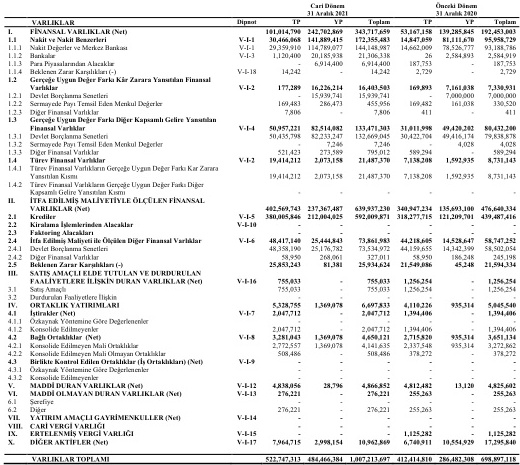 Cari Dönem Önceki Dönem
31 Aralık 2021 31 Aralık 2020
VARLIKLAR Dipnot TP YP Toplam TP YP Toplam
I. FİNANSAL VARLIKLAR (Net) 101,014,790 242,702,869 343,717,659 53,167,158 139,285,845 192,453,003
1.1 Nakit ve Nakit Benzerleri V-I-1 30,466,068 141,889,415 172,355,483 14,847,059 81,111,670 95,958,729
1.1.1 Nakit Değerler ve Merkez Bankası V-I-1 29,359,910 114,789,077 144,148,987 14,662,009 78,526,777 93,188,786
1.1.2 Bankalar V-I-3 1,120,400 20,185,938 21,306,338 26 2,584,893 2,584,919
1.1.3 Para Piyasalarından Alacaklar - 6,914,400 6,914,400 187,753 - 187,753
1.1.4 Beklenen Zarar Karşılıkları (-) V-I-18 14,242 - 14,242 2,729 - 2,729
1.2 Gerçeğe Uygun Değer Farkı Kâr Zarara Yansıtılan Finansal
Varlıklar V-I-2 177,289 16,226,214 16,403,503 169,893 7,161,038 7,330,931
1.2.1 Devlet Borçlanma Senetleri - 15,939,741 15,939,741 - 7,000,000 7,000,000
1.2.2 Sermayede Payı Temsil Eden Menkul Değerler 169,483 286,473 455,956 169,482 161,038 330,520
1.2.3 Diğer Finansal Varlıklar 7,806 - 7,806 411 - 411
1.3 Gerçeğe Uygun Değer Farkı Diğer Kapsamlı Gelire Yansıtılan
Finansal Varlıklar V-I-4 50,957,221 82,514,082 133,471,303 31,011,998 49,420,202 80,432,200
1.3.1 Devlet Borçlanma Senetleri 50,435,798 82,233,247 132,669,045 30,422,704 49,416,174 79,838,878
1.3.2 Sermayeyi Temsil Eden Menkul Değerler - 7,246 7,246 - 4,028 4,028
1.3.3 Diğer Finansal Varlıklar 521,423 273,589 795,012 589,294 - 589,294
1.4 Türev Finansal Varlıklar V-I-2 19,414,212 2,073,158 21,487,370 7,138,208 1,592,935 8,731,143
1.4.1 Türev Finansal Varlıkların Gerçeğe Uygun Değer Farkı Kar Zarara
Yansıtılan Kısmı 19,414,212 2,073,158 21,487,370 7,138,208 1,592,935 8,731,143
1.4.2 Türev Finansal Varlıkların Gerçeğe Uygun Değer Farkı Diğer
Kapsamlı Gelire Yansıtılan Kısmı - - - - - -
II. İTFA EDİLMİŞ MALİYETİYLE ÖLÇÜLEN FİNANSAL
VARLIKLAR (Net) 402,569,743 237,367,487 639,937,230 340,947,234 135,693,100 476,640,334
2.1 Krediler V-I-5 380,005,846 212,004,025 592,009,871 318,277,715 121,209,701 439,487,416
2.2 Kiralama İşlemlerinden Alacaklar V-I-10 - - - - - -
2.3 Faktoring Alacakları - - - - - -
2.4 İtfa Edilmiş Maliyeti ile Ölçülen Diğer Finansal Varlıklar V-I-6 48,417,140 25,444,843 73,861,983 44,218,605 14,528,647 58,747,252
2.4.1 Devlet Borçlanma Senetleri 48,358,190 25,176,782 73,534,972 44,159,655 14,342,399 58,502,054
2.4.2 Diğer Finansal Varlıklar 58,950 268,061 327,011 58,950 186,248 245,198
2.5 Beklenen Zarar Karşılıkları (-) 25,853,243 81,381 25,934,624 21,549,086 45,248 21,594,334
III. SATIŞ AMAÇLI ELDE TUTULAN VE DURDURULAN
FAALİYETLERE İLİŞKİN DURAN VARLIKLAR (Net) V-I-16 755,033 - 755,033 1,256,254 - 1,256,254
3.1 Satış Amaçlı 755,033 - 755,033 1,256,254 - 1,256,254
3.2 Durdurulan Faaliyetlere İlişkin - - - - - -
IV. ORTAKLIK YATIRIMLARI 5,328,755 1,369,078 6,697,833 4,110,226 935,314 5,045,540
4.1 İştirakler (Net) V-I-7 2,047,712 - 2,047,712 1,394,406 - 1,394,406
4.1.1 Özkaynak Yöntemine Göre Değerlenenler - - - - - -
4.1.2 Konsolide Edilmeyenler 2,047,712 - 2,047,712 1,394,406 - 1,394,406
4.2 Bağlı Ortaklıklar (Net) V-I-8 3,281,043 1,369,078 4,650,121 2,715,820 935,314 3,651,134
4.2.1 Konsolide Edilmeyen Mali Ortaklıklar 2,772,557 1,369,078 4,141,635 2,337,548 935,314 3,272,862
4.2.2 Konsolide Edilmeyen Mali Olmayan Ortaklıklar 508,486 - 508,486 378,272 - 378,272
4.3 Birlikte Kontrol Edilen Ortaklıklar (İş Ortaklıkları) (Net) V-I-9 - - - - - -
4.3.1 Özkaynak Yöntemine Göre Değerlenenler - - - - - -
4.3.2 Konsolide Edilmeyenler - - - - - -
V. MADDİ DURAN VARLIKLAR (Net) V-I-12 4,838,056 28,796 4,866,852 4,812,482 13,120 4,825,602
VI. MADDİ OLMAYAN DURAN VARLIKLAR (Net) V-I-13 276,221 - 276,221 255,263 - 255,263
6.1 Şerefiye - - - - - -
6.2 Diğer 276,221 - 276,221 255,263 - 255,263
VII. YATIRIM AMAÇLI GAYRİMENKULLER (Net) V-I-14 - - - - - -
VIII. CARİ VERGİ VARLIĞI - - - - - -
IX. ERTELENMİŞ VERGİ VARLIĞI V-I-15 - - - 1,125,282 - 1,125,282
X. DİĞER AKTİFLER (Net) V-I-17 7,964,715 2,998,154 10,962,869 6,740,911 10,554,929 17,295,840
VARLIKLAR TOPLAMI 522,747,313 484,466,384 1,007,213,697 412,414,810 286,482,308 698,897,118